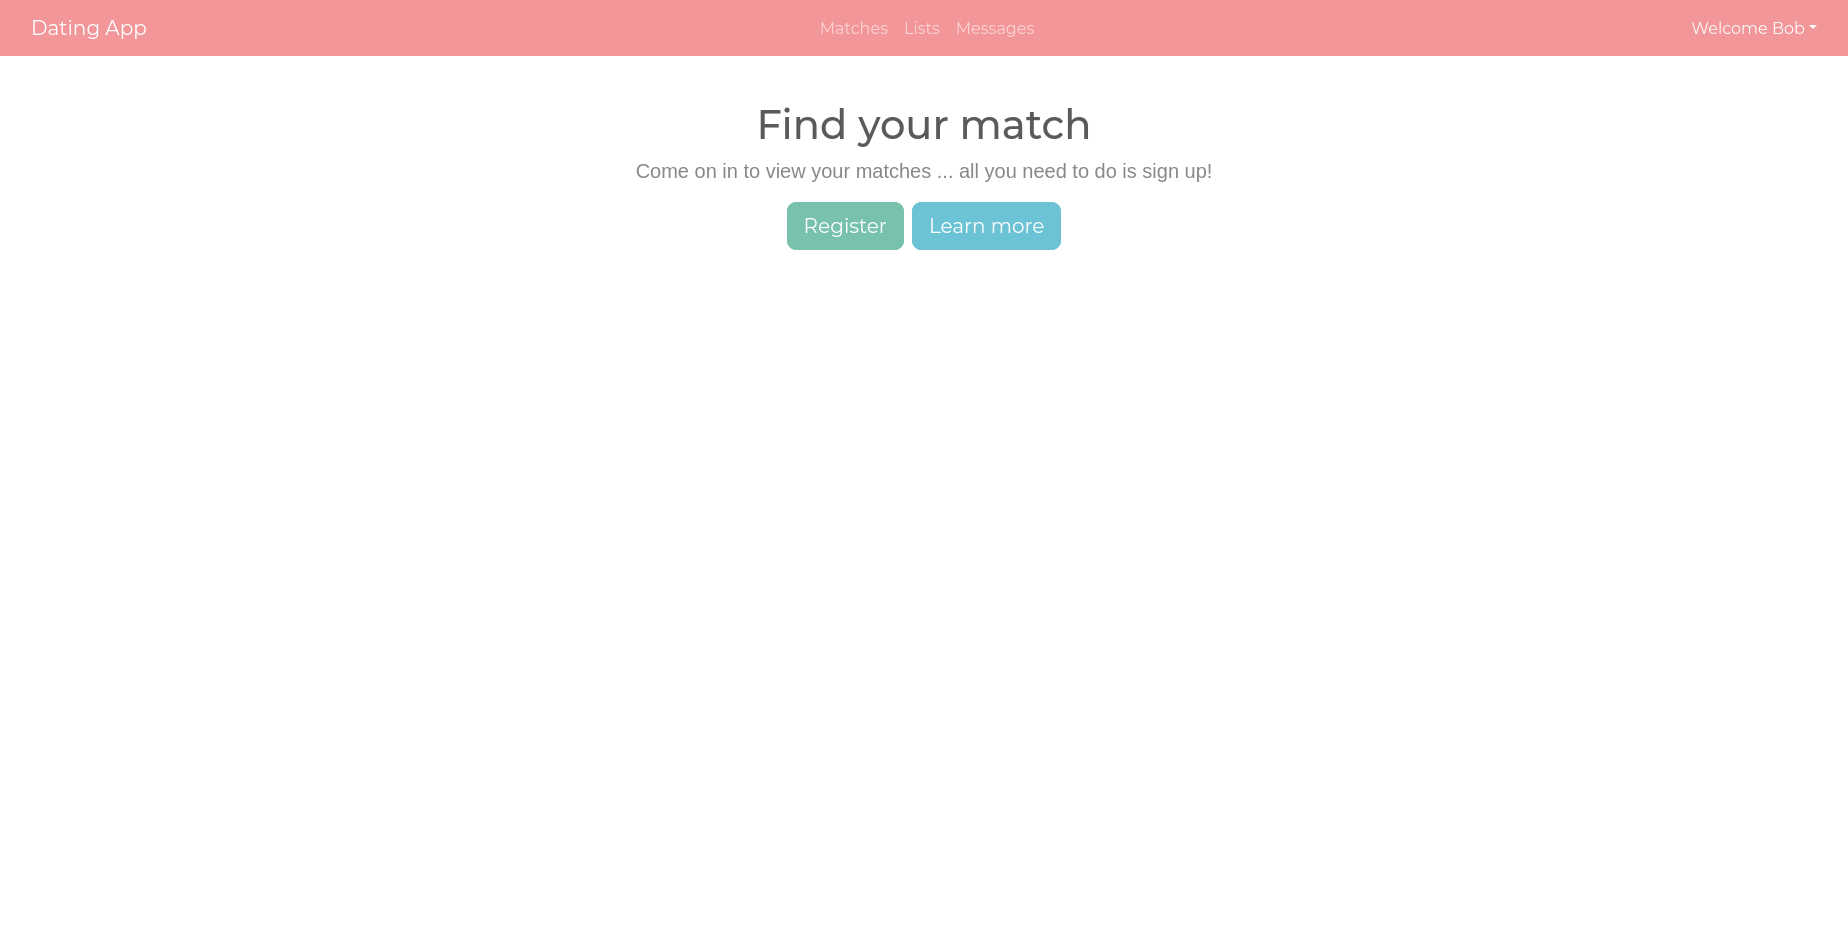 Dating App
Matches Lists Messages
Welcome Bob
Find your match
Come on in to view your matches ... all you need to do is sign up!
Register
Learn more